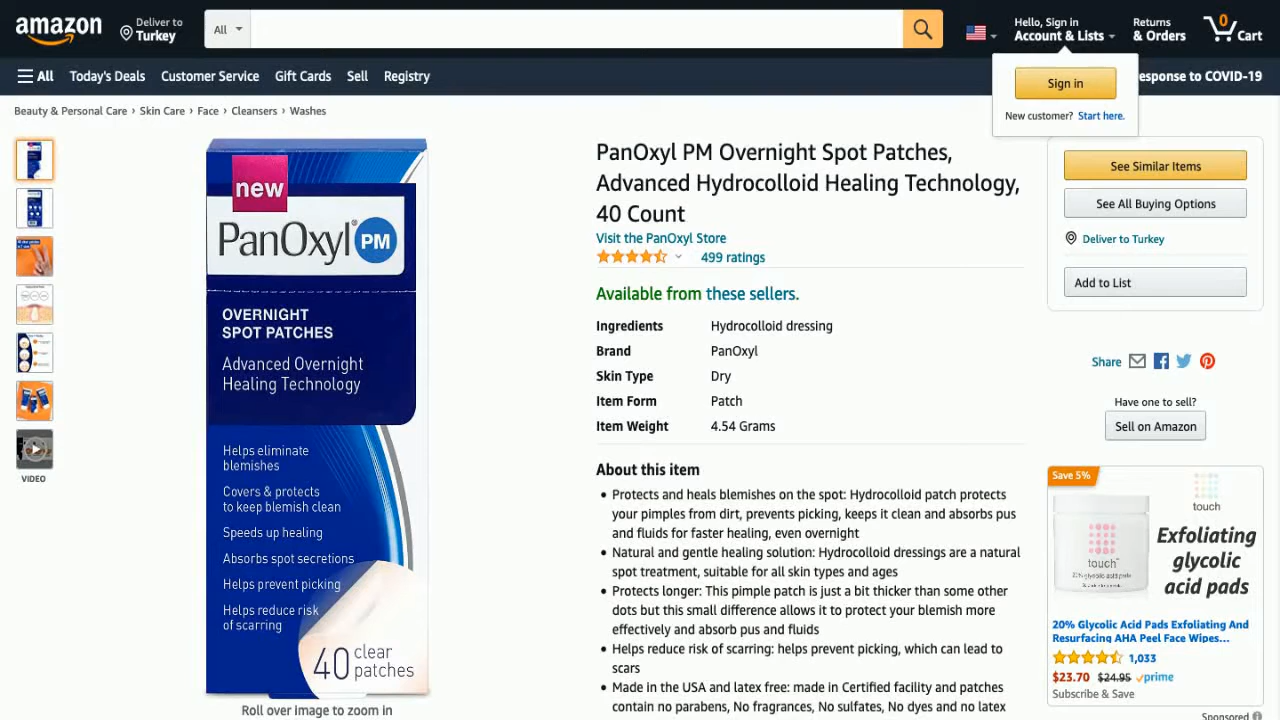 amazon
Deliver to
Turkey
All
Hello, Sign in
Account & Lists
Returns
& Orders
0
Cart
All
Today's Deals
Customer Service
Gift Cards
Sell
Registry
esponse to COVID-19
Sign in
New customer? Start here.
Beauty & Personal Care › Skin Care › Face › Cleansers › Washes
VIDEO
new
PanOxyl® PM
OVERNIGHT
SPOT PATCHES
Advanced Overnight
Healing Technology
Helps eliminate
blemishes
Covers & protects
to keep blemish clean
Speeds up healing
Absorbs spot secretions
Helps prevent picking
Helps reduce risk
of scarring
40 clear
patches
Roll over image to zoom in
PanOxyl PM Overnight Spot Patches,
Advanced Hydrocolloid Healing Technology,
40 Count
Visit the PanOxyl Store
499 ratings
Available from these sellers.
Ingredients Hydrocolloid dressing
Brand PanOxyl
Skin Type Dry
Item Form Patch
Item Weight 4.54 Grams
About this item
• Protects and heals blemishes on the spot: Hydrocolloid patch protects
your pimples from dirt, prevents picking, keeps it clean and absorbs pus
and fluids for faster healing, even overnight
• Natural and gentle healing solution: Hydrocolloid dressings are a natural
spot treatment, suitable for all skin types and ages
• Protects longer: This pimple patch is just a bit thicker than some other
dots but this small difference allows it to protect your blemish more
effectively and absorb pus and fluids
• Helps reduce risk of scarring: helps prevent picking, which can lead to
scars
• Made in the USA and latex free: made in Certified facility and patches
contain no parabens, No fragrances, No sulfates, No dyes and no latex
See Similar Items
See All Buying Options
Deliver to Turkey
Add to List
Share
Have one to sell?
Sell on Amazon
Save 5%
touch
touch
20% glycolic acid pads
Exfoliating
glycolic
acid pads
20% Glycolic Acid Pads Exfoliating And
Resurfacing AHA Peel Face Wipes...
1,033
$23.70 $24.95 prime
Subscribe & Save
Sponsored